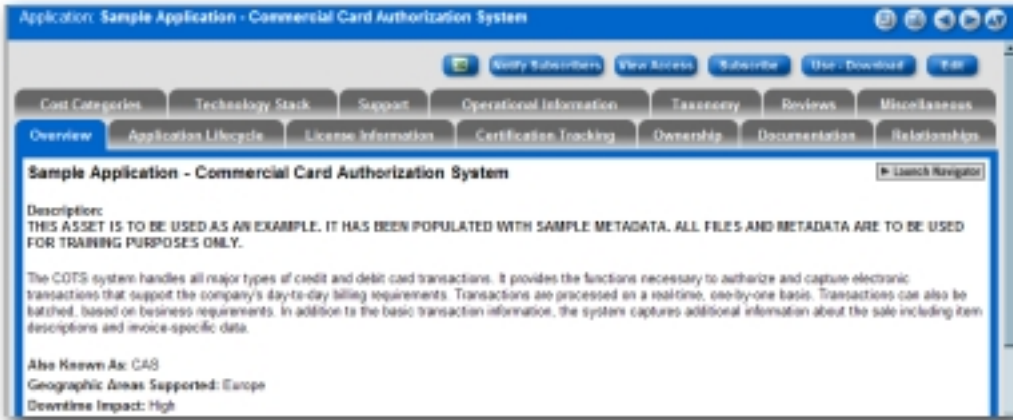 Application: Sample Application - Commercial Card Authorization System
Notify Subscribers View Access Subscribe Use - Download Edit
Cost Categories Technology Stack Support Operational Information Taxonomy Reviews Miscellaneous
Overview Application Lifecycle License Information Certification Tracking Ownership Documentation Relationships
Sample Application - Commercial Card Authorization System
Launch Navigator
Description:
THIS ASSET IS TO BE USED AS AN EXAMPLE. IT HAS BEEN POPULATED WITH SAMPLE METADATA. ALL FILES AND METADATA ARE TO BE USED
FOR TRAINING PURPOSES ONLY.
The COTS system handles all major types of credit and debit card transactions. It provides the functions necessary to authorize and capture electronic
transactions that support the company's day-to-day billing requirements. Transactions are processed on a real-time, one-by-one basis. Transactions can also be
batched, based on business requirements. In addition to the basic transaction information, the system captures additional information about the sale including item
descriptions and invoice-specific data.
Also Known As: CAS
Geographic Areas Supported: Europe
Downtime Impact: High